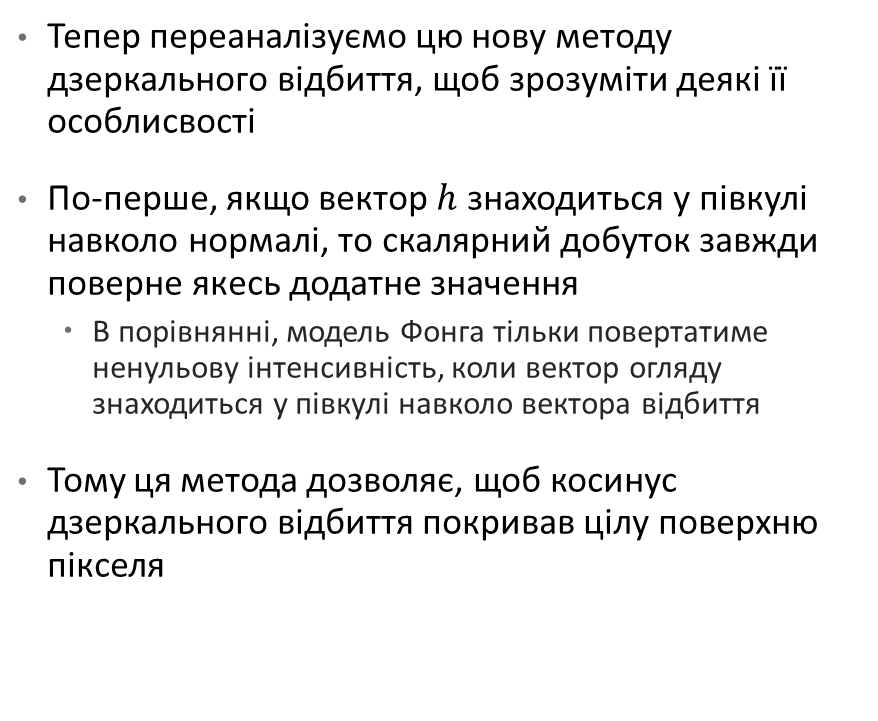 • Тепер переаналізуємо цю нову методу
дзеркального відбиття, щоб зрозуміти деякі її
особлисвості
• По-перше, якщо вектор h знаходиться у півкулі
навколо нормалі, то скалярний добуток завжди
поверне якесь додатне значення
• В порівнянні, модель Фонга тільки повертатиме
ненульову інтенсивність, коли вектор огляду
знаходиться у півкулі навколо вектора відбиття
• Тому ця метода дозволяє, щоб косинус
дзеркального відбиття покривав цілу поверхню
пікселя